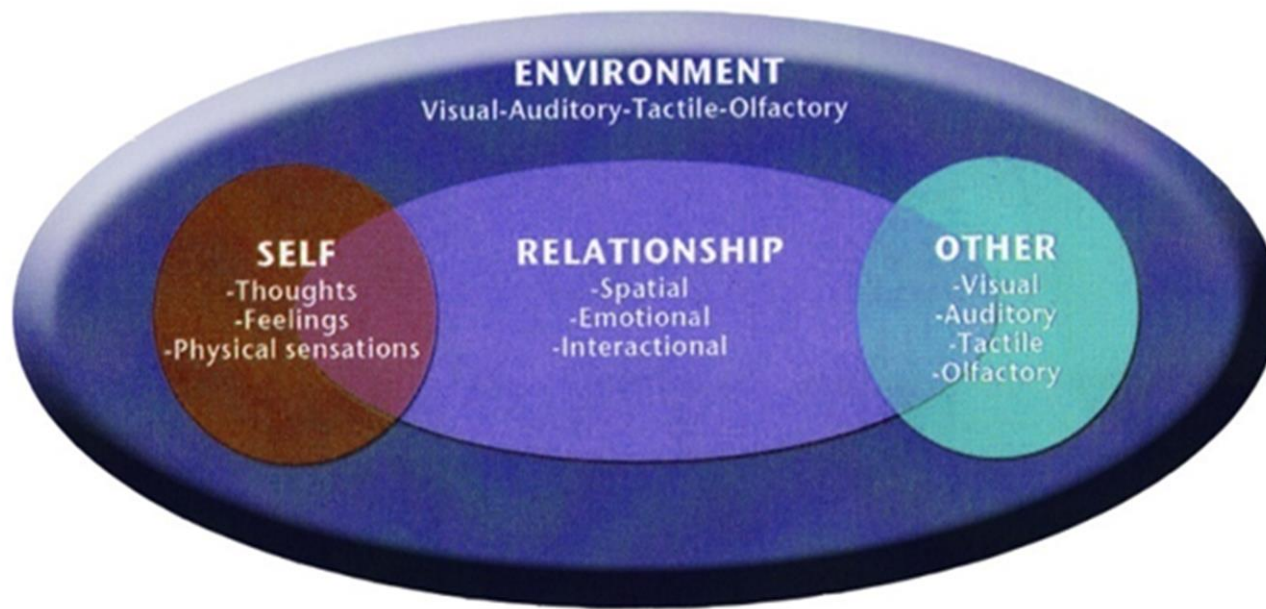 ENVIRONMENT
Visual-Auditory-Tactile-Olfactory
SELF
-Thoughts
-Feelings
-Physical sensations
RELATIONSHIP
-Spatial
-Emotional
-Interactional
OTHER
-Visual
-Auditory
-Tactile
-Olfactory